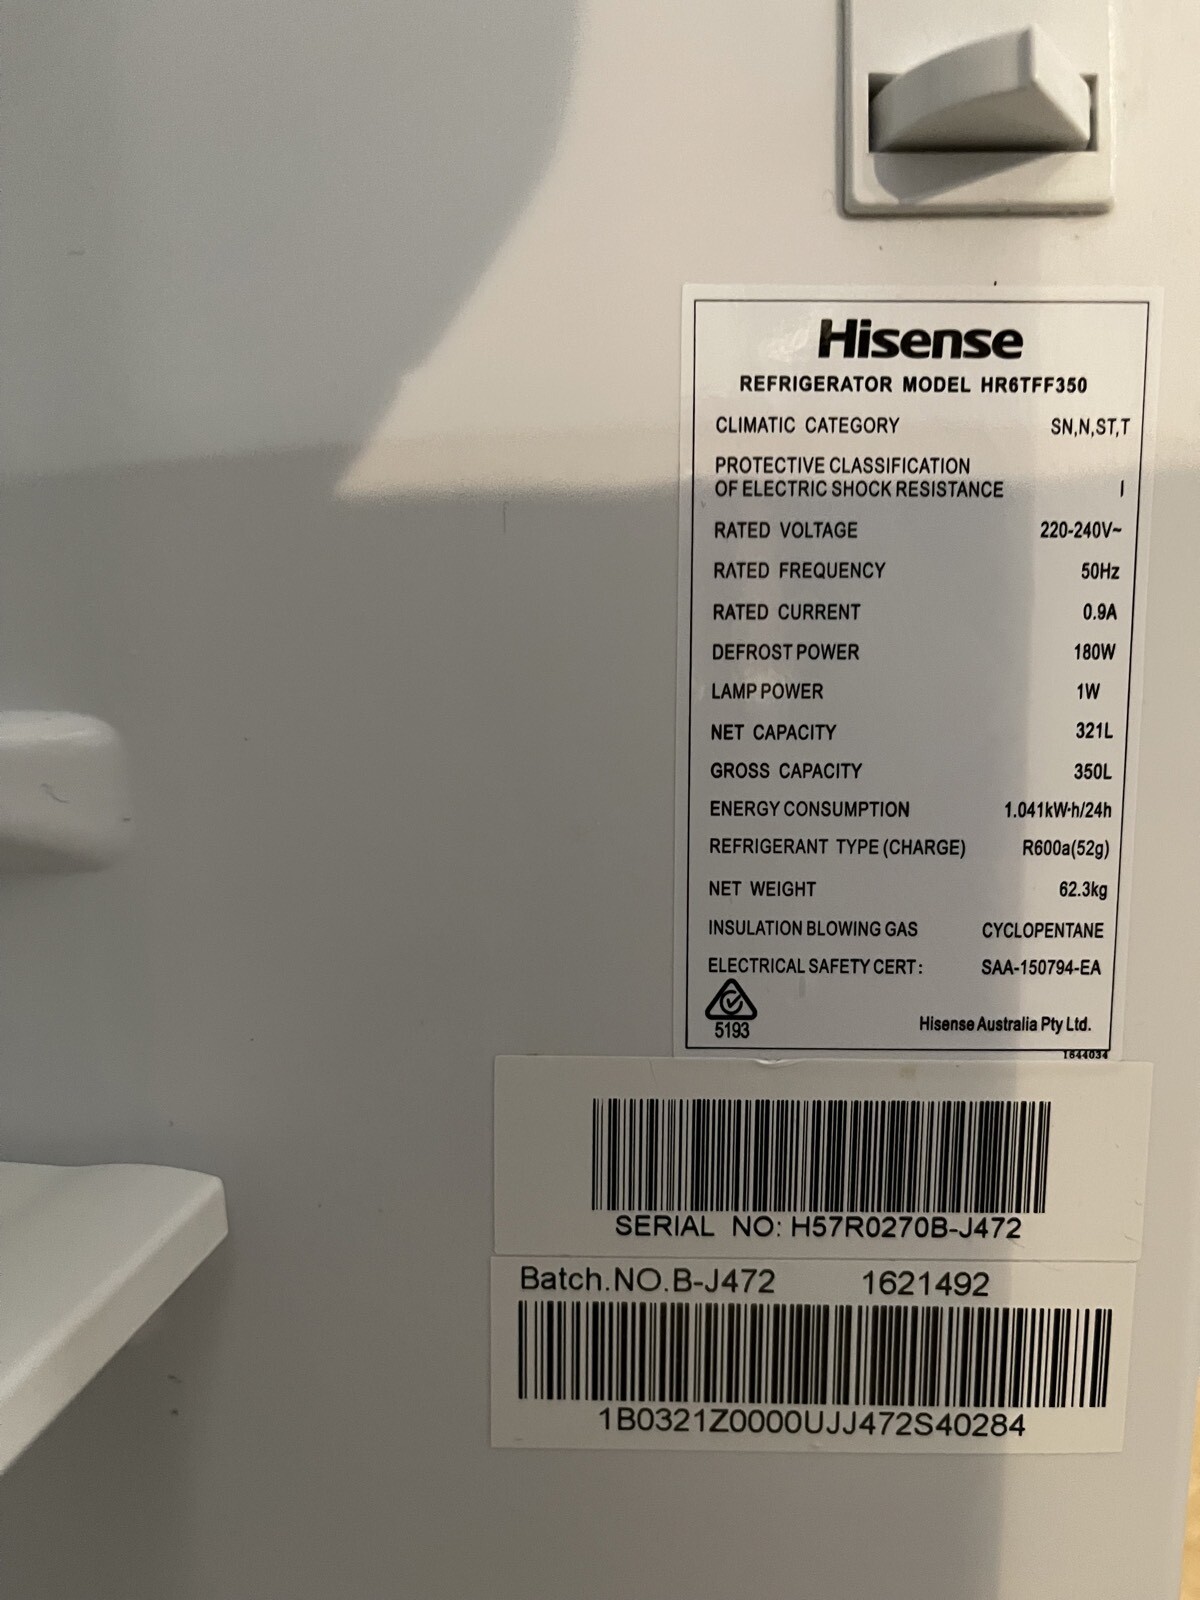 Hisense
REFRIGERATOR MODEL HR6TFF350
CLIMATIC CATEGORY SN,N,ST,T
PROTECTIVE CLASSIFICATION
OF ELECTRIC SHOCK RESISTANCE I
RATED VOLTAGE 220-240V~
RATED FREQUENCY 50Hz
RATED CURRENT 0.9A
DEFROST POWER 180W
LAMP POWER 1W
NET CAPACITY 321L
GROSS CAPACITY 350L
ENERGY CONSUMPTION 1.041kW·h/24h
REFRIGERANT TYPE (CHARGE) R600a(52g)
NET WEIGHT 62.3kg
INSULATION BLOWING GAS CYCLOPENTANE
ELECTRICAL SAFETY CERT: SAA-150794-EA
5193 Hisense Australia Pty Ltd.
1644034
SERIAL NO: H57R0270B-J472
Batch.NO.B-J472 1621492
1B0321Z0000UJJ472S40284